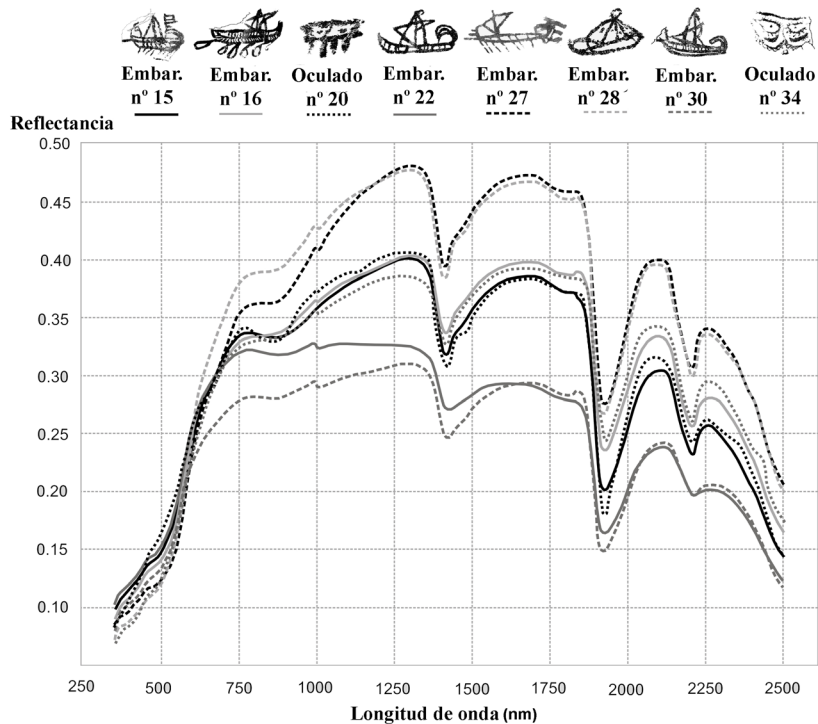 Embar. Embar. Oculado Embar. Embar. Embar. Embar. Oculado
nº 15 nº 16 nº 20 nº 22 nº 27 nº 28´ nº 30 nº 34
Reflectancia
0.50
0.45
0.40
0.35
0.30
0.25
0.20
0.15
0.10
250 500 750 1000 1250 1500 1750 2000 2250 2500
Longitud de onda (nm)